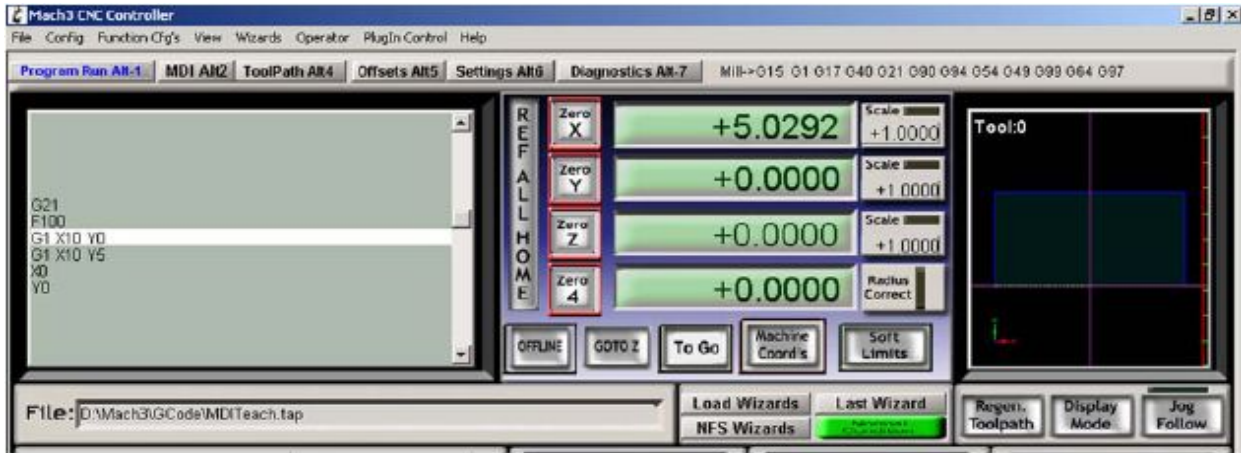 Mach3 CNC Controller
File Config Function Cfg's View Wizards Operator PlugIn Control Help
Program Run Alt-1 MDI Alt2 ToolPath Alt4 Offsets Alt5 Settings Alt6 Diagnostics Alt-7 Mill->G15 G1 G17 G40 G21 G90 G94 G54 G49 G99 G64 G97
G21
F100
G1 X10 Y0
G1 X10 Y5
X0
Y0
REF ALL HOME
Zero X +5.0292 Scale +1.0000
Zero Y +0.0000 Scale +1.0000
Zero Z +0.0000 Scale +1.0000
Zero 4 +0.0000 Radius Correct
OFFLINE GOTO Z To Go Machine Coord's Soft Limits
Tool:0
File: D:\Mach3\GCode\MDITeach.tap
Load Wizards Last Wizard
NFS Wizards Normal Condition
Regen. Toolpath Display Mode Jog Follow